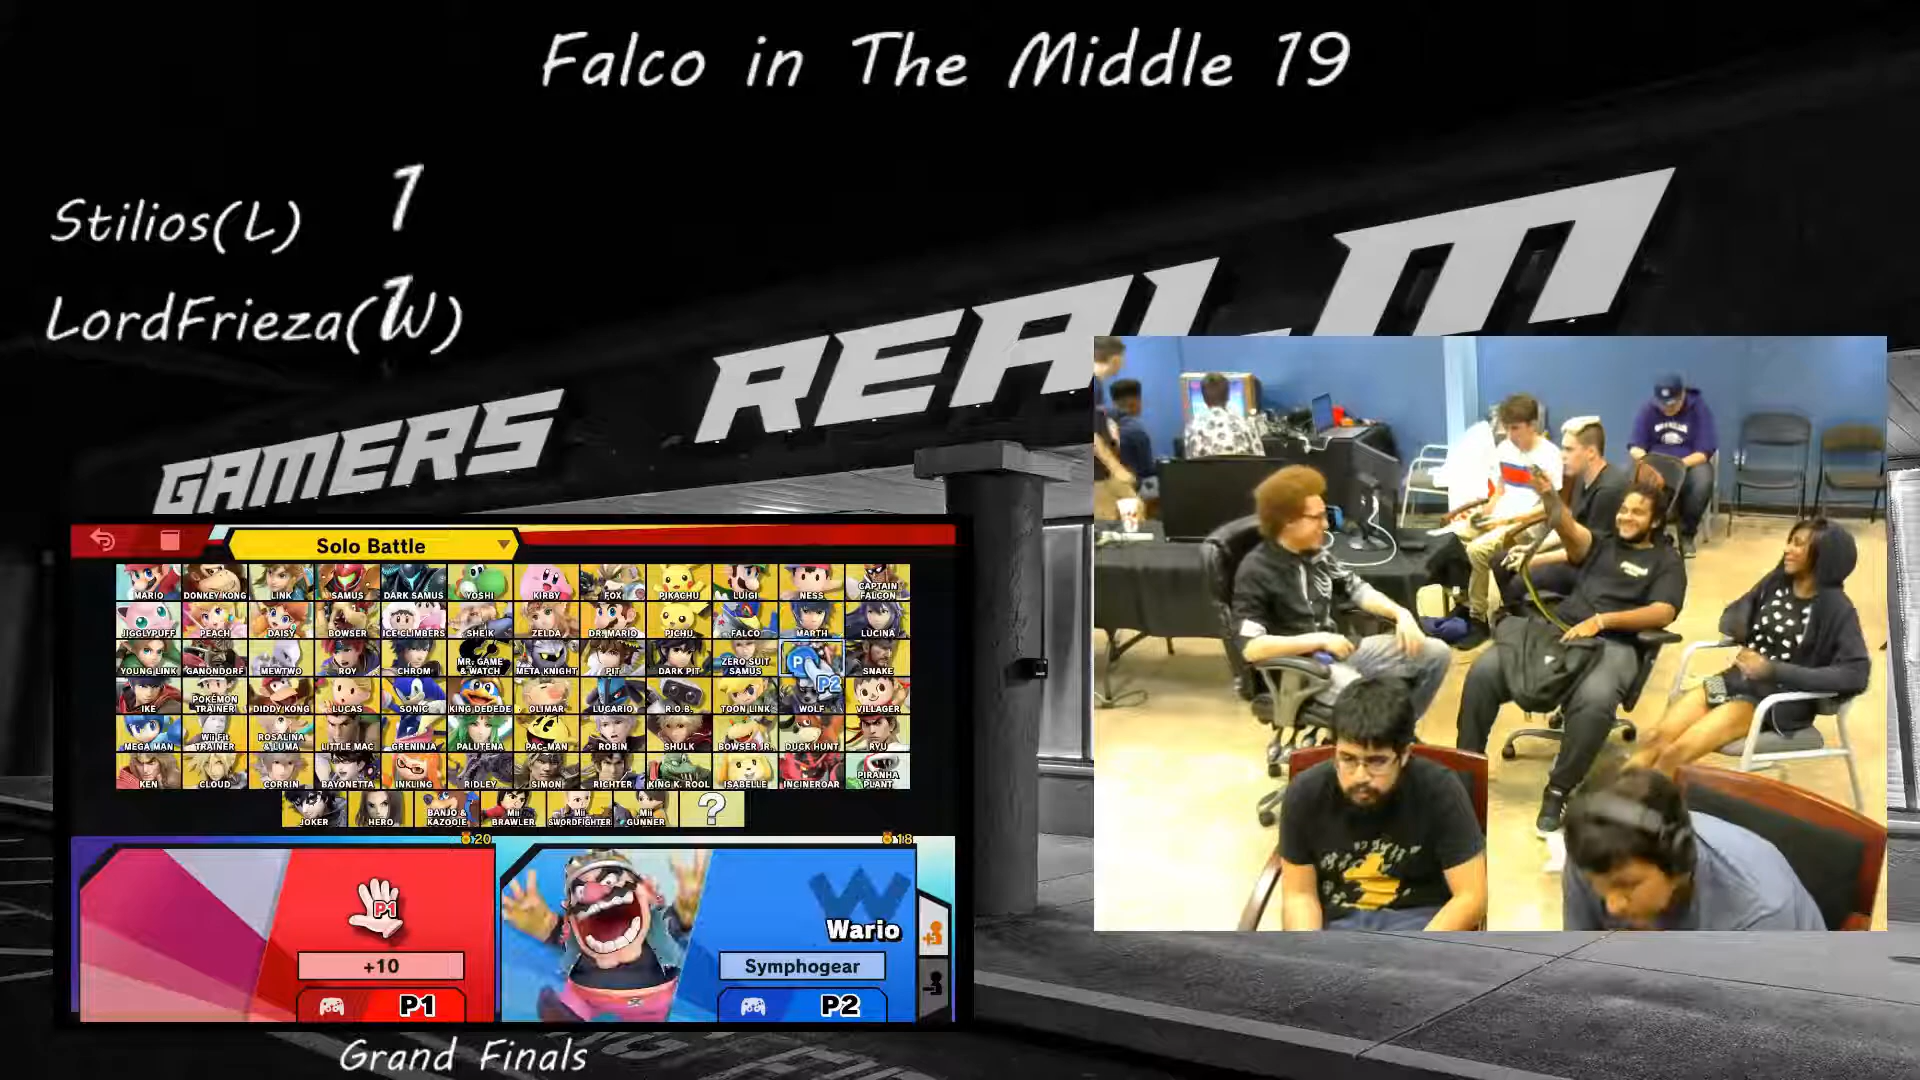 Falco in The Middle 19
Stilios(L) 1
LordFrieza(W) 1
GAMERS REALM
Solo Battle
MARIO DONKEY KONG LINK SAMUS DARK SAMUS YOSHI KIRBY FOX PIKACHU LUIGI NESS CAPTAIN FALCON
JIGGLYPUFF PEACH DAISY BOWSER ICE CLIMBERS SHEIK ZELDA DR. MARIO PICHU FALCO MARTH LUCINA
YOUNG LINK GANONDORF MEWTWO ROY CHROM MR. GAME & WATCH META KNIGHT PIT DARK PIT ZERO SUIT SAMUS P P2 SNAKE
IKE POKÉMON TRAINER DIDDY KONG LUCAS SONIC KING DEDEDE OLIMAR LUCARIO R.O.B. TOON LINK WOLF VILLAGER
MEGA MAN Wii Fit TRAINER ROSALINA & LUMA LITTLE MAC GRENINJA PALUTENA PAC-MAN ROBIN SHULK BOWSER JR. DUCK HUNT RYU
KEN CLOUD CORRIN BAYONETTA INKLING RIDLEY SIMON RICHTER KING K. ROOL ISABELLE INCINEROAR PIRANHA PLANT
JOKER HERO BANJO & KAZOOIE Mii BRAWLER Mii SWORDFIGHTER Mii GUNNER ?
20 18
P1
Wario
+10 Symphogear
P1 P2
Grand Finals